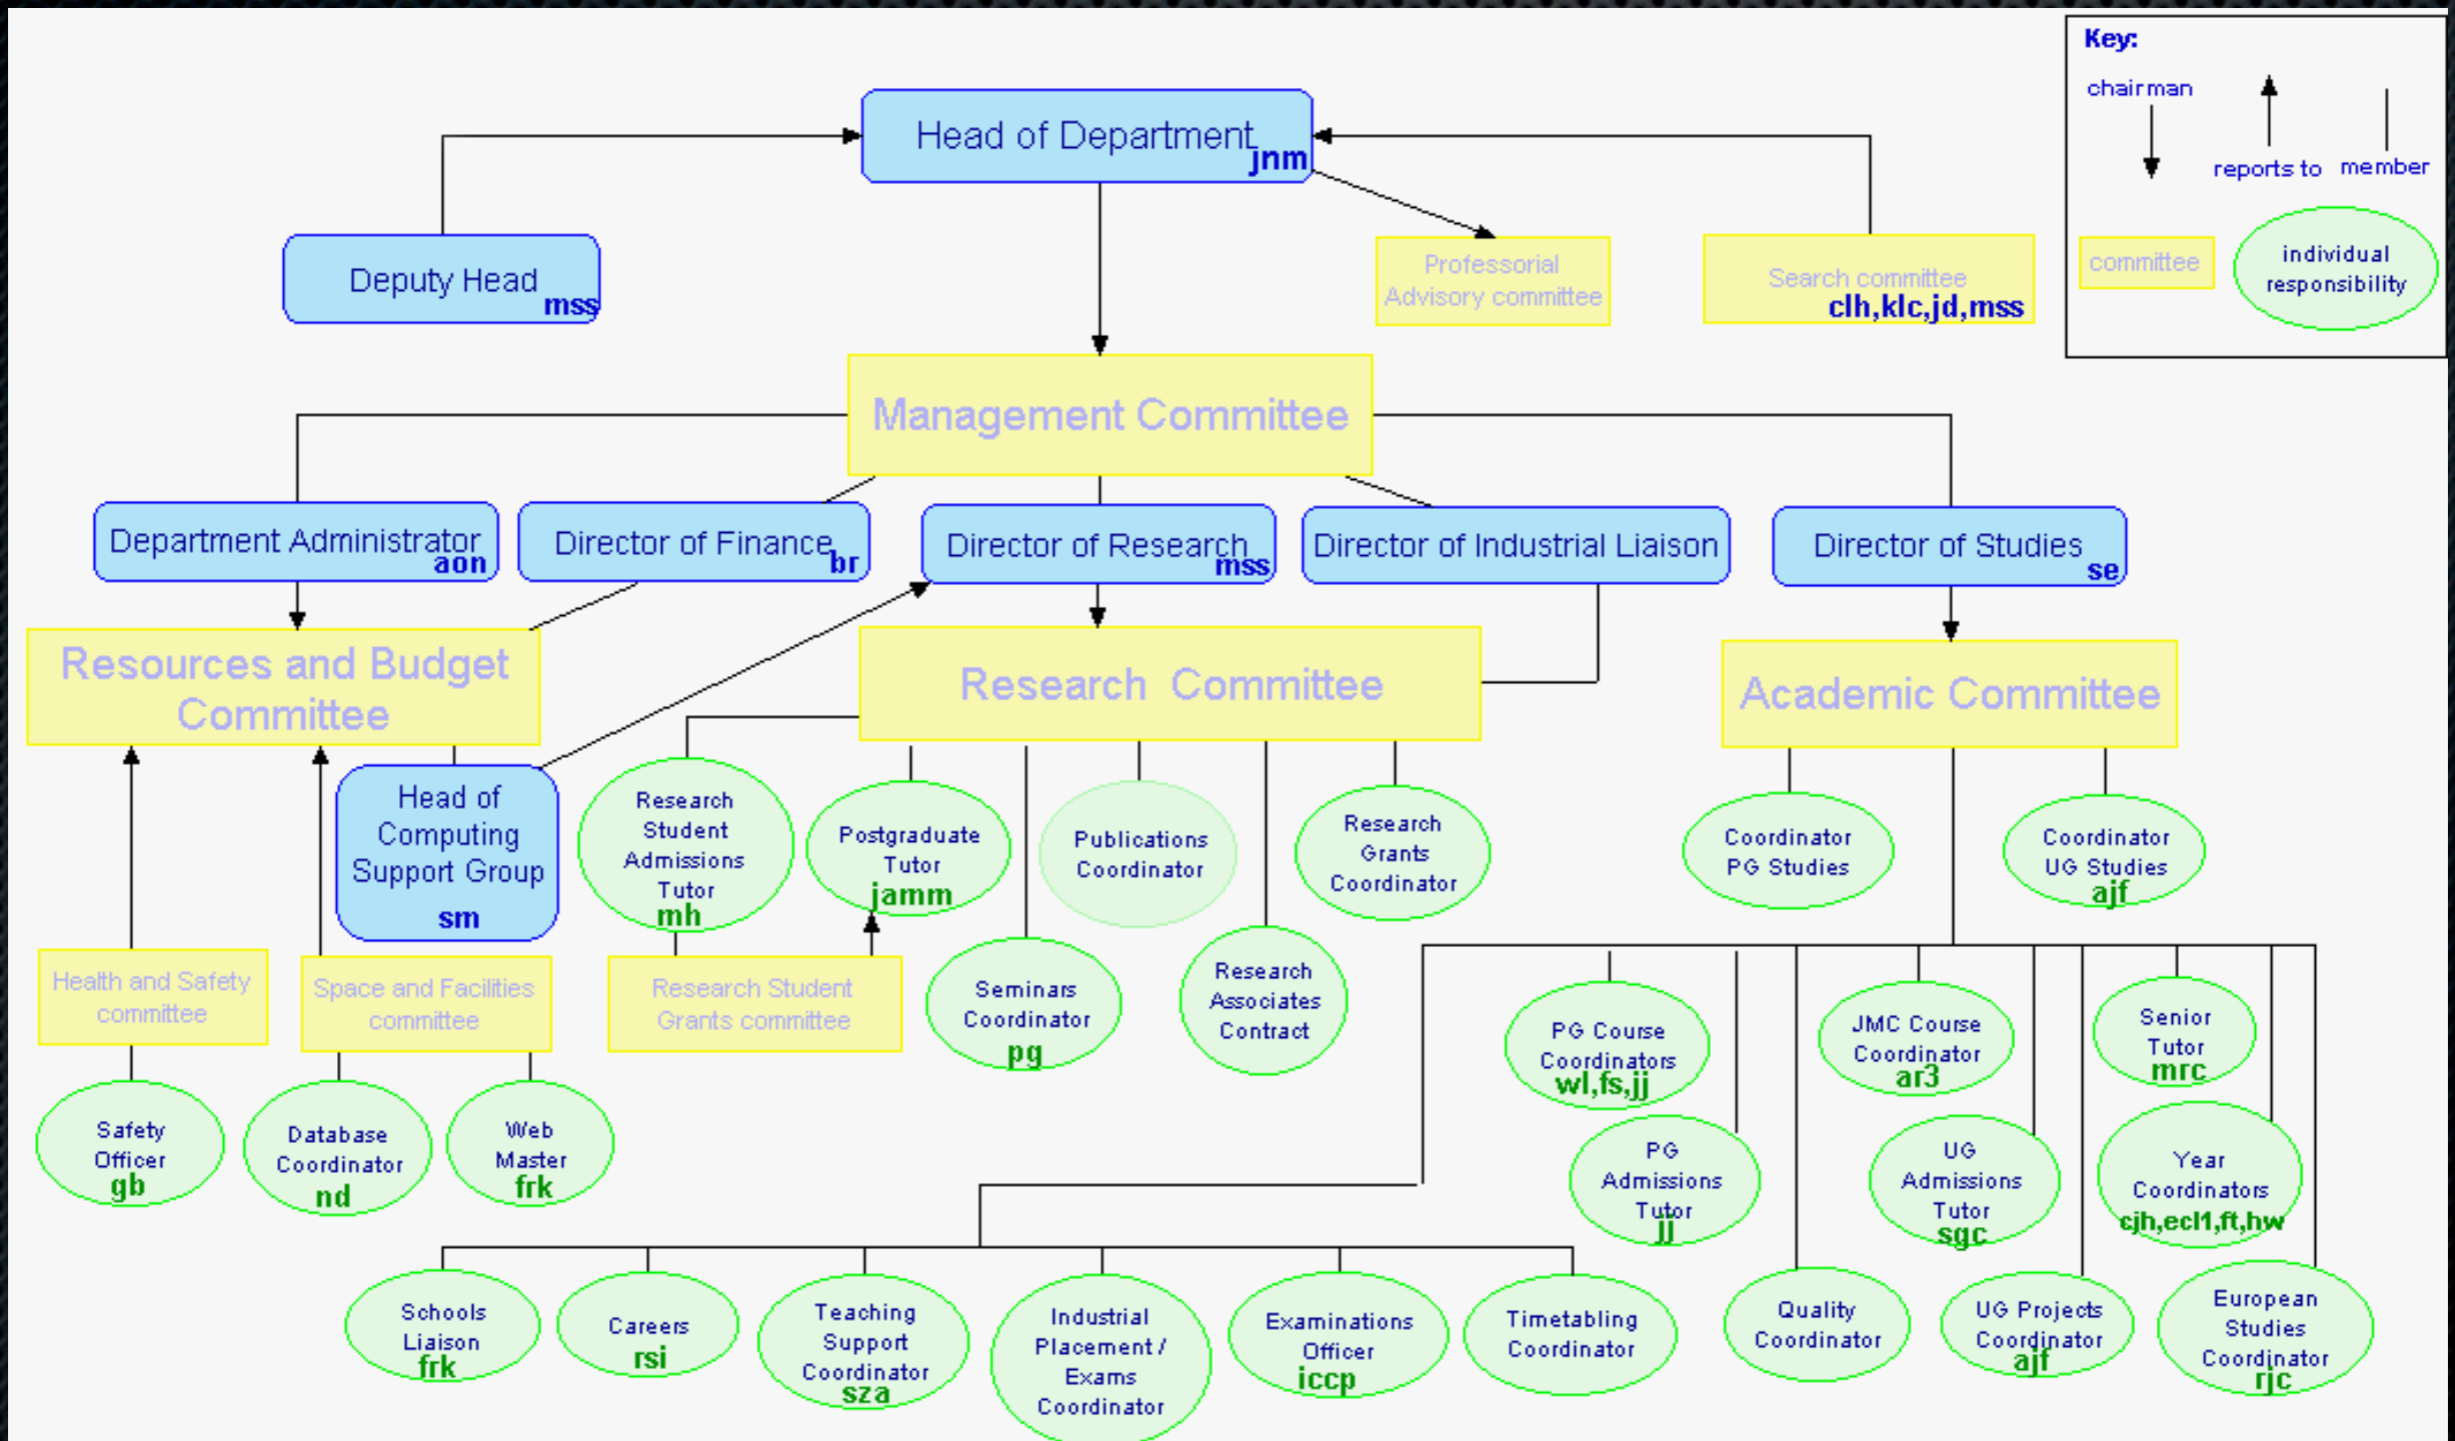 Key:
chairman
reports to
member
committee
individual
responsibility
Head of Department
jnm
Deputy Head
mss
Professorial
Advisory committee
Search committee
clh,klc,jd,mss
Management Committee
Department Administrator
aon
Director of Finance
br
Director of Research
mss
Director of Industrial Liaison
Director of Studies
se
Resources and Budget
Committee
Research Committee
Academic Committee
Head of
Computing
Support Group
sm
Research
Student
Admissions
Tutor
mh
Postgraduate
Tutor
jamm
Publications
Coordinator
Research
Grants
Coordinator
Coordinator
PG Studies
Coordinator
UG Studies
ajf
Health and Safety
committee
Space and Facilities
committee
Research Student
Grants committee
Seminars
Coordinator
pg
Research
Associates
Contract
PG Course
Coordinators
wl,fs,jj
JMC Course
Coordinator
ar3
Senior
Tutor
mrc
Safety
Officer
gb
Database
Coordinator
nd
Web
Master
frk
PG
Admissions
Tutor
jj
UG
Admissions
Tutor
sgc
Year
Coordinators
cjh,ecl1,ft,hw
Schools
Liaison
frk
Careers
rsi
Teaching
Support
Coordinator
sza
Industrial
Placement /
Exams
Coordinator
Examinations
Officer
iccp
Timetabling
Coordinator
Quality
Coordinator
UG Projects
Coordinator
ajf
European
Studies
Coordinator
rjc